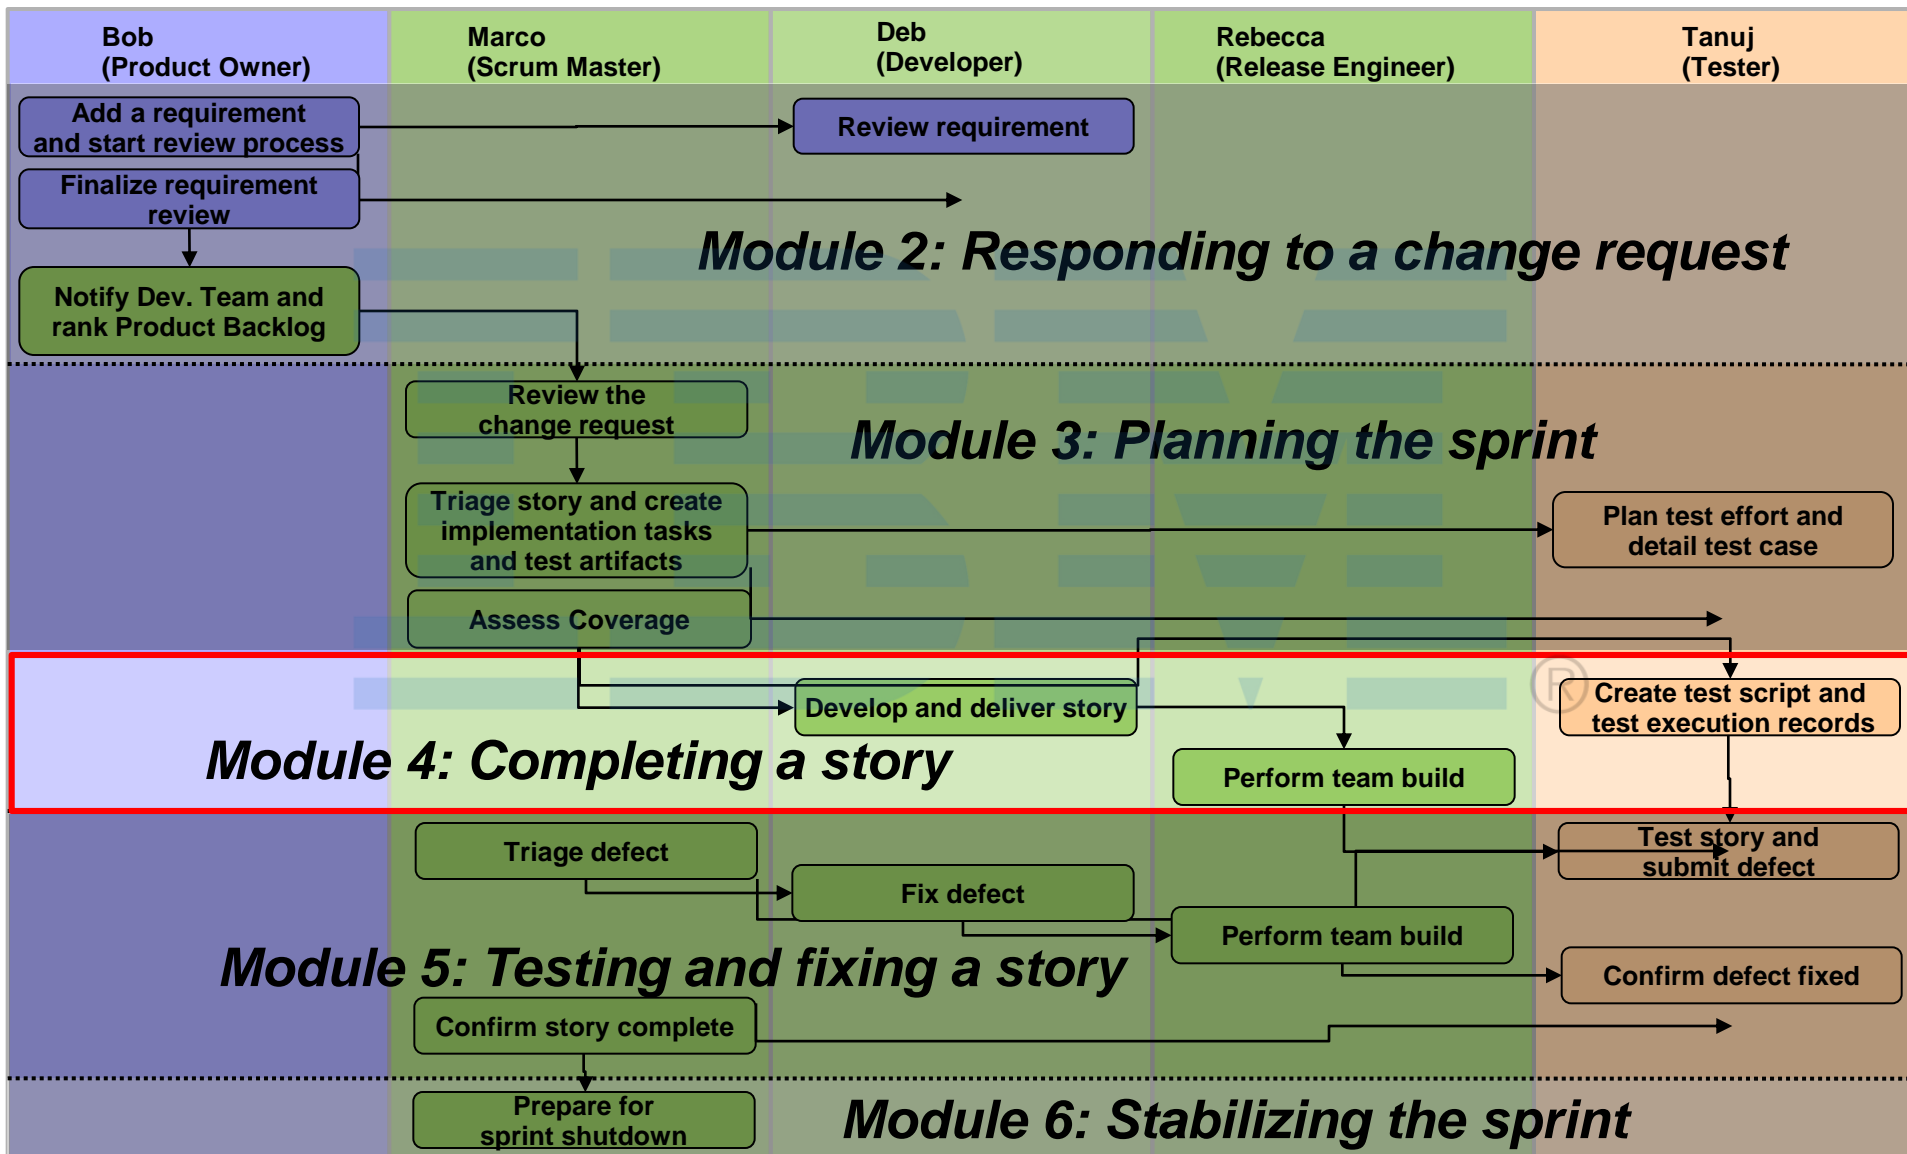 Bob
(Product Owner)
Marco
(Scrum Master)
Deb
(Developer)
Rebecca
(Release Engineer)
Tanuj
(Tester)
Add a requirement
and start review process
Review requirement
Finalize requirement
review
Module 2: Responding to a change request
Notify Dev. Team and
rank Product Backlog
Review the
change request
Module 3: Planning the sprint
Triage story and create
implementation tasks
and test artifacts
Plan test effort and
detail test case
Assess Coverage
Develop and deliver story
®
Create test script and
test execution records
Module 4: Completing a story
Perform team build
Triage defect
Test story and
submit defect
Fix defect
Perform team build
Module 5: Testing and fixing a story
Confirm defect fixed
Confirm story complete
Prepare for
sprint shutdown
Module 6: Stabilizing the sprint
IBM